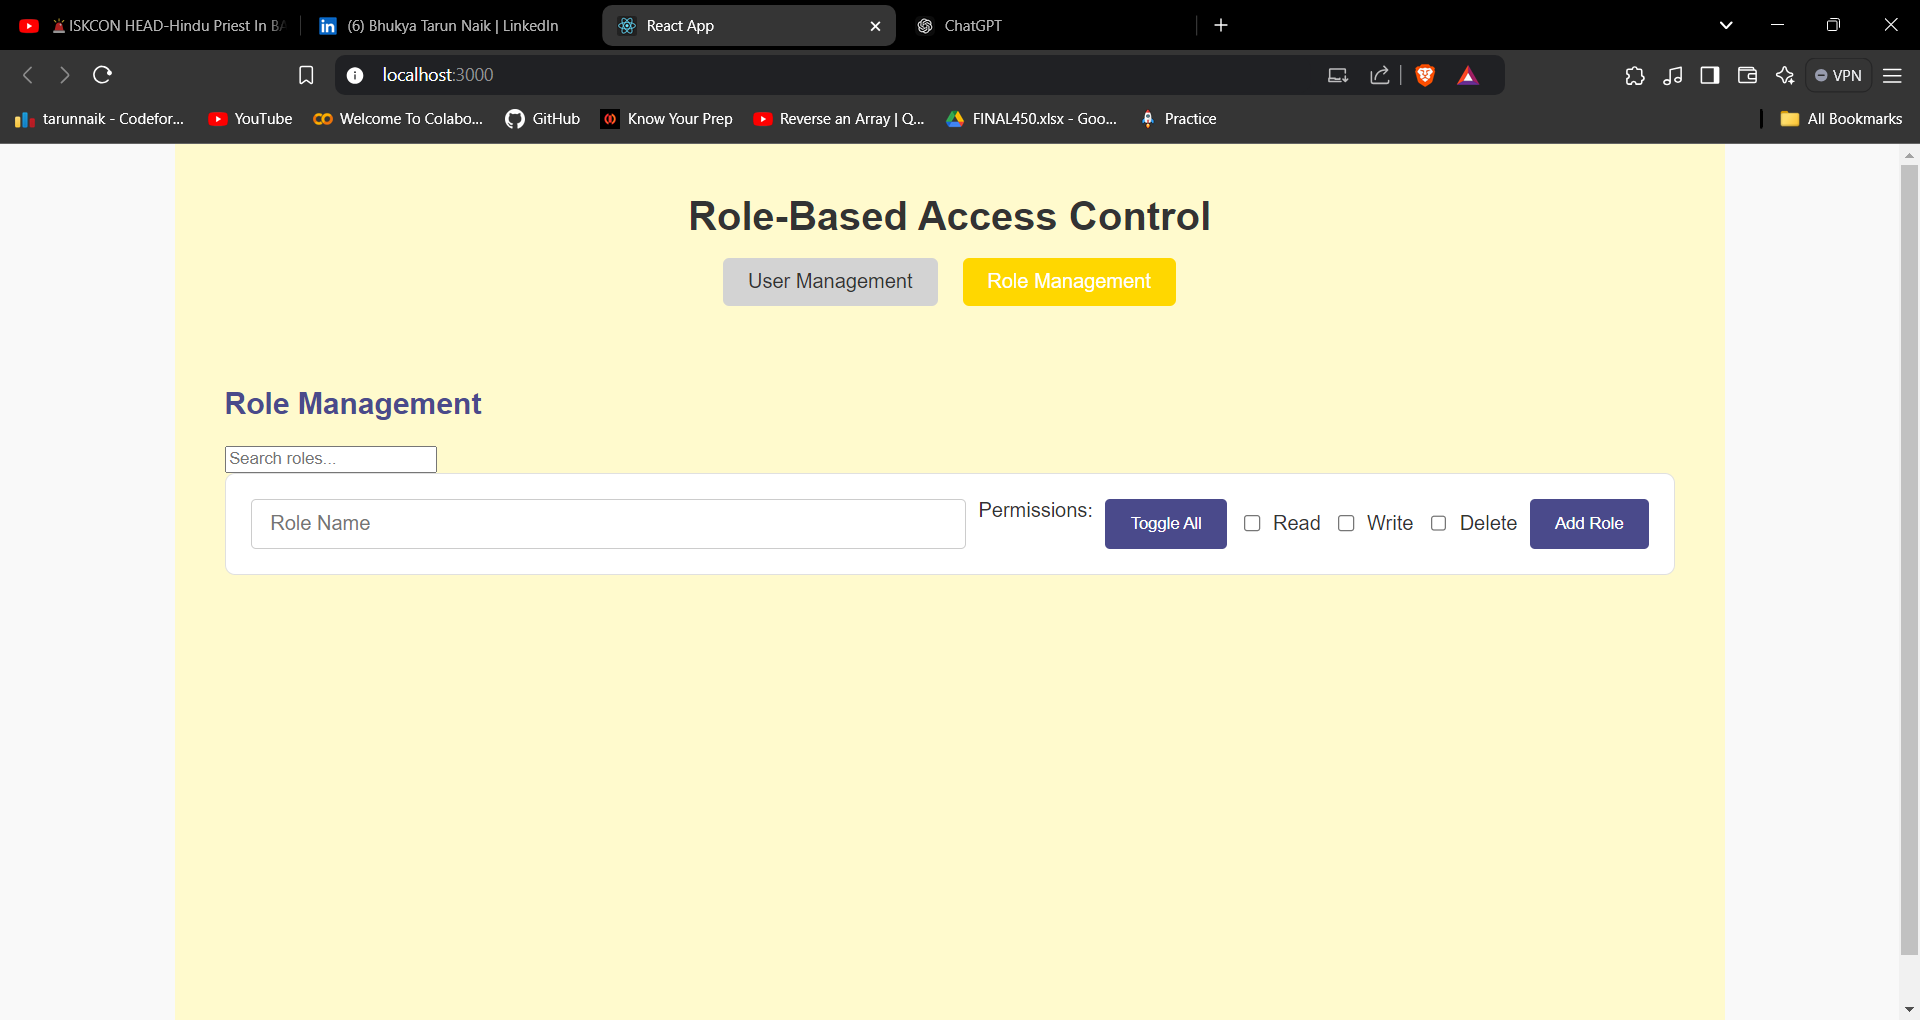 🚨ISKCON HEAD-Hindu Priest In BA
(6) Bhukya Tarun Naik | LinkedIn
React App
ChatGPT
localhost:3000
VPN
tarunnaik - Codefor...
YouTube
Welcome To Colabo...
GitHub
Know Your Prep
Reverse an Array | Q...
FINAL450.xlsx - Goo...
Practice
All Bookmarks
Role-Based Access Control
User Management
Role Management
Role Management
Search roles...
Role Name
Permissions:
Toggle All
Read
Write
Delete
Add Role